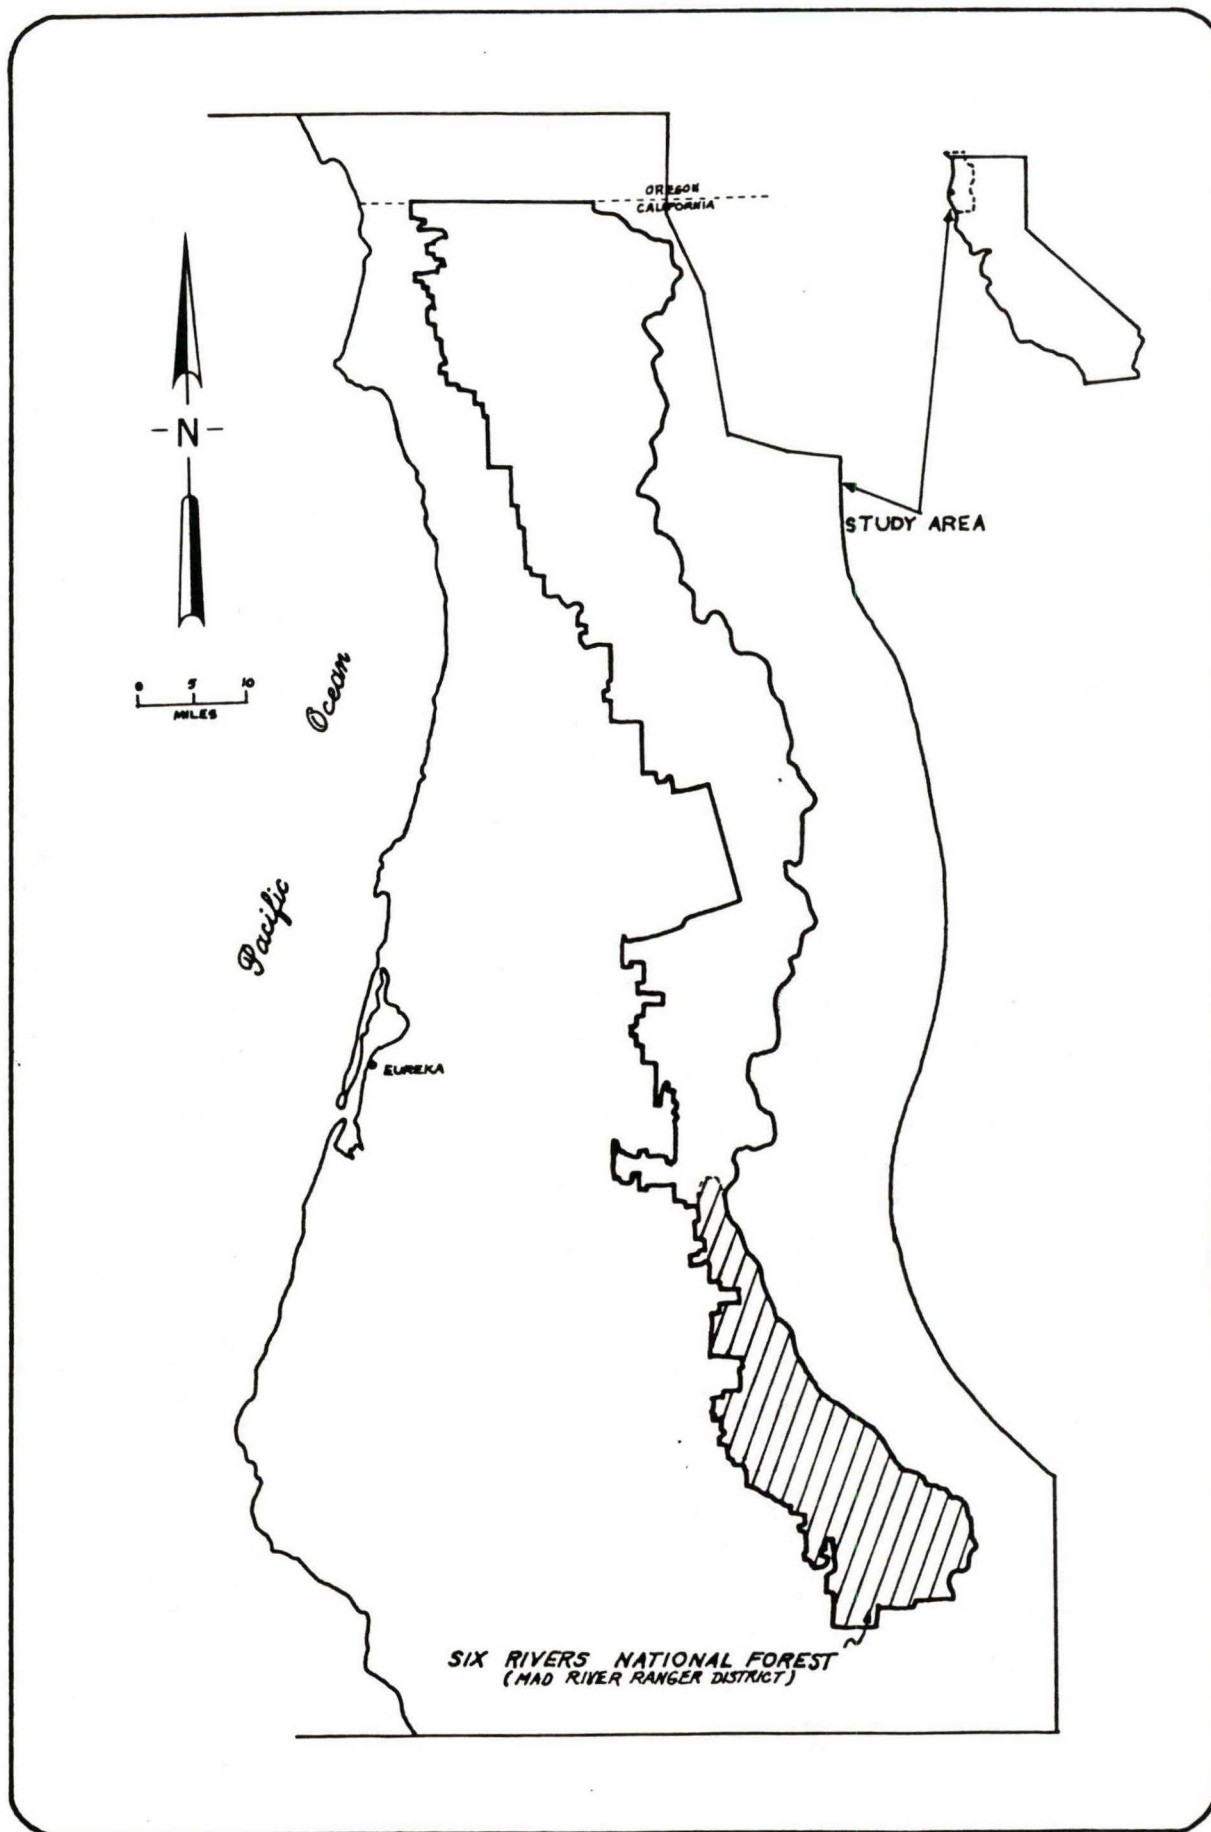 OREGON
CALIFORNIA
N
STUDY AREA
0 5 10
MILES
Ocean
Pacific
EUREKA
SIX RIVERS NATIONAL FOREST
(MAD RIVER RANGER DISTRICT)